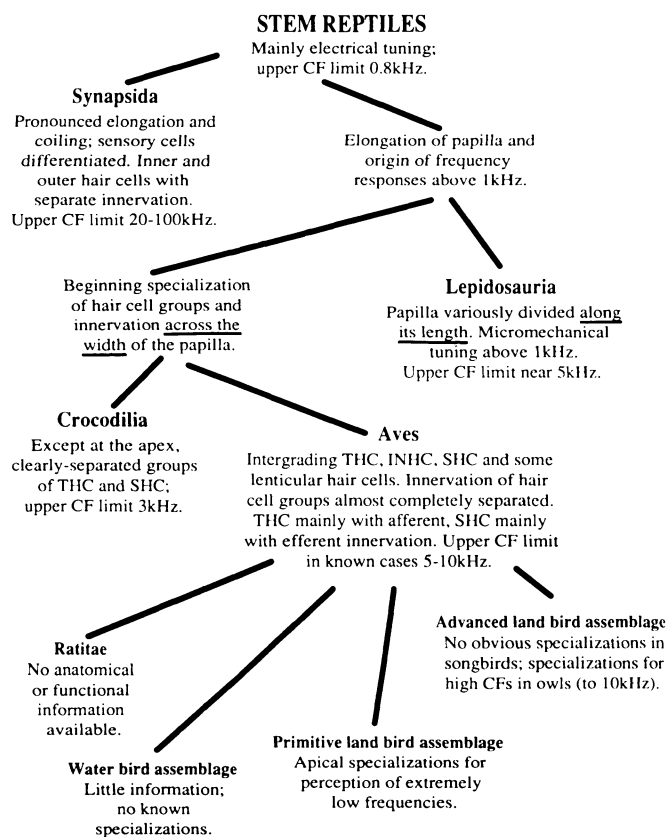 STEM REPTILES
Mainly electrical tuning;
upper CF limit 0.8kHz.
Synapsida
Pronounced elongation and
coiling; sensory cells
differentiated. Inner and
outer hair cells with
separate innervation.
Upper CF limit 20-100kHz.
Elongation of papilla and
origin of frequency
responses above 1kHz.
Beginning specialization
of hair cell groups and
innervation across the
width of the papilla.
Lepidosauria
Papilla variously divided along
its length. Micromechanical
tuning above 1kHz.
Upper CF limit near 5kHz.
Crocodilia
Except at the apex,
clearly-separated groups
of THC and SHC;
upper CF limit 3kHz.
Aves
Intergrading THC, INHC, SHC and some
lenticular hair cells. Innervation of hair
cell groups almost completely separated.
THC mainly with afferent, SHC mainly
with efferent innervation. Upper CF limit
in known cases 5-10kHz.
Ratitae
No anatomical
or functional
information
available.
Water bird assemblage
Little information;
no known
specializations.
Primitive land bird assemblage
Apical specializations for
perception of extremely
low frequencies.
Advanced land bird assemblage
No obvious specializations in
songbirds; specializations for
high CFs in owls (to 10kHz).